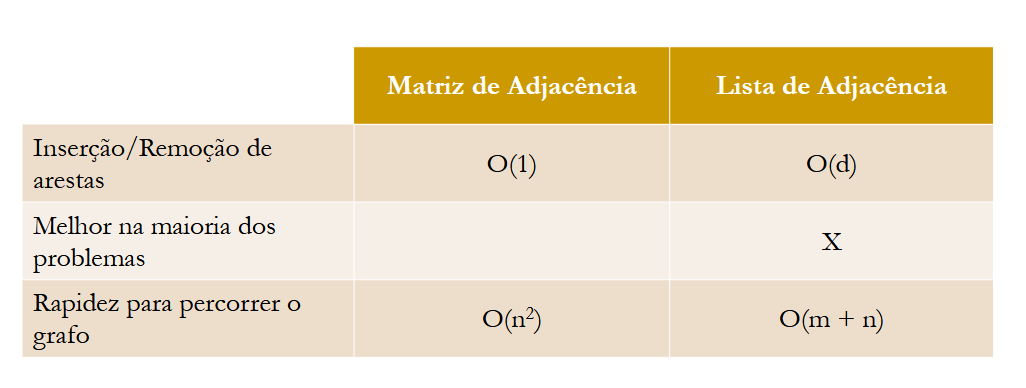 Matriz de Adjacência Lista de Adjacência
Inserção/Remoção de
arestas
O(1) O(d)
Melhor na maioria dos
problemas
X
Rapidez para percorrer o
grafo
O(n²) O(m + n)